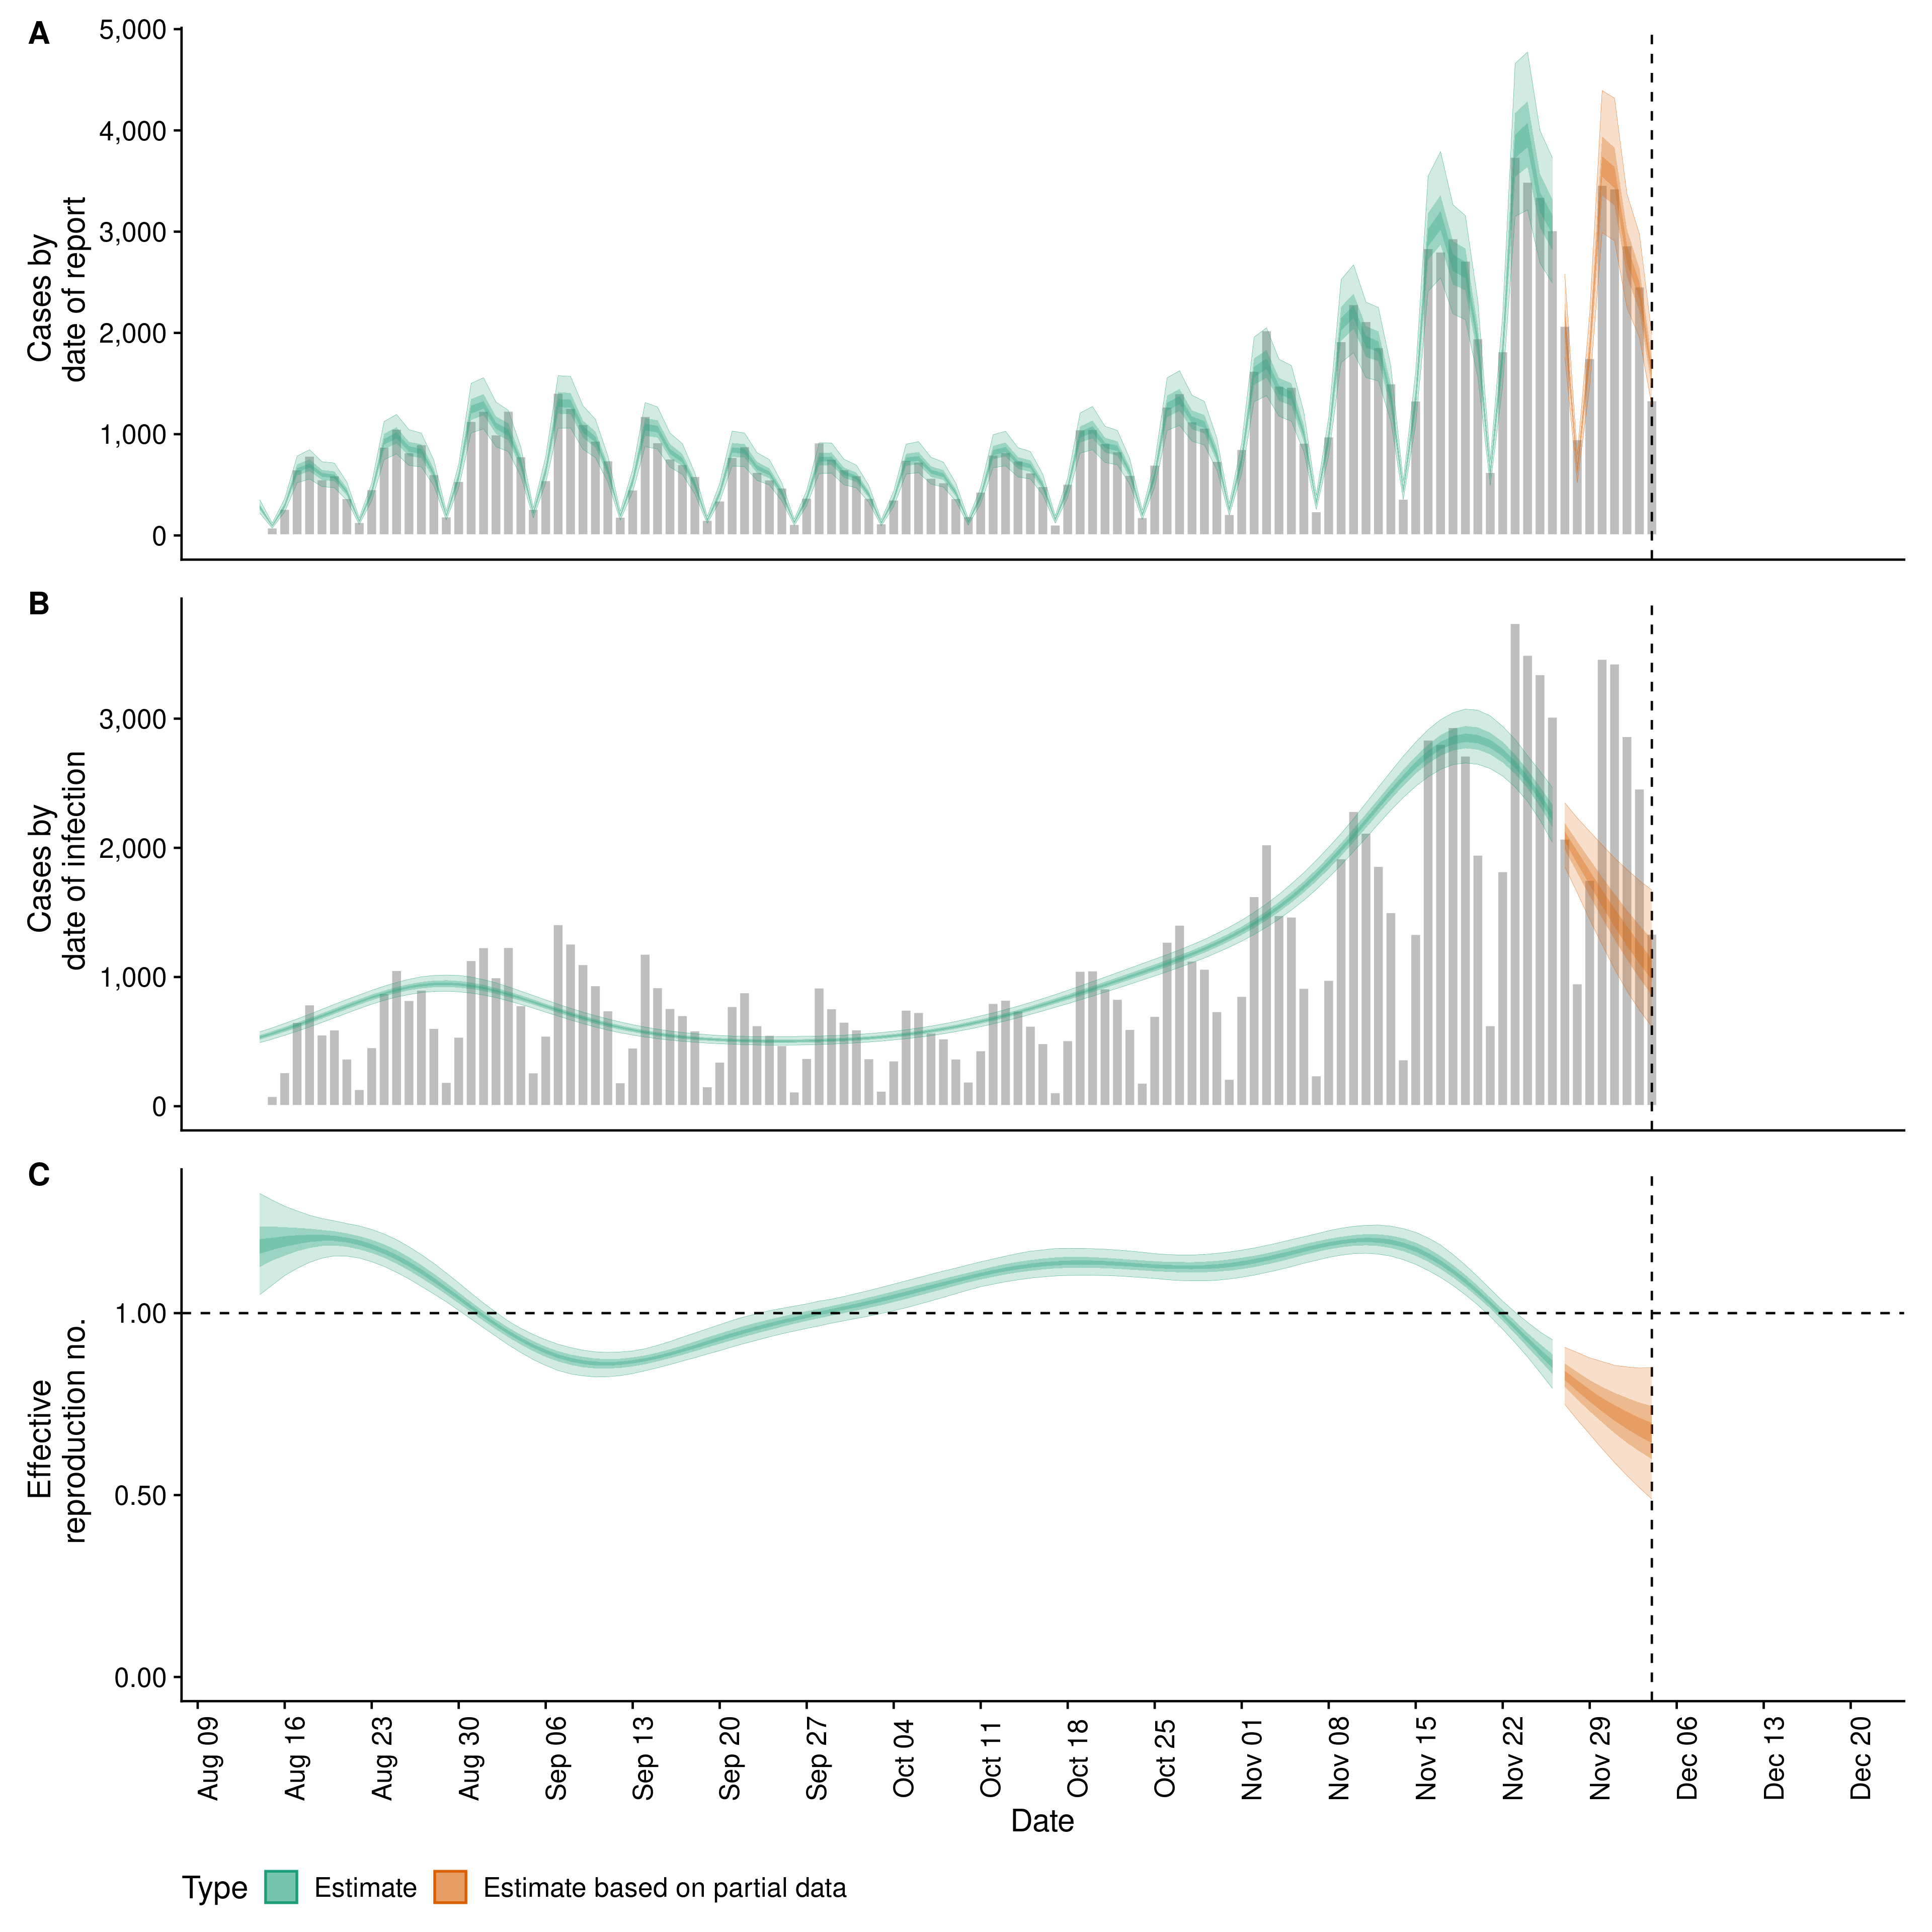 A
5,000
4,000
3,000
2,000
1,000
0
Cases by
date of report
B
3,000
2,000
1,000
0
Cases by
date of infection
C
1.00
0.50
0.00
Effective
reproduction no.
Aug 09
Aug 16
Aug 23
Aug 30
Sep 06
Sep 13
Sep 20
Sep 27
Oct 04
Oct 11
Oct 18
Oct 25
Nov 01
Nov 08
Nov 15
Nov 22
Nov 29
Dec 06
Dec 13
Dec 20
Date
Type Estimate Estimate based on partial data